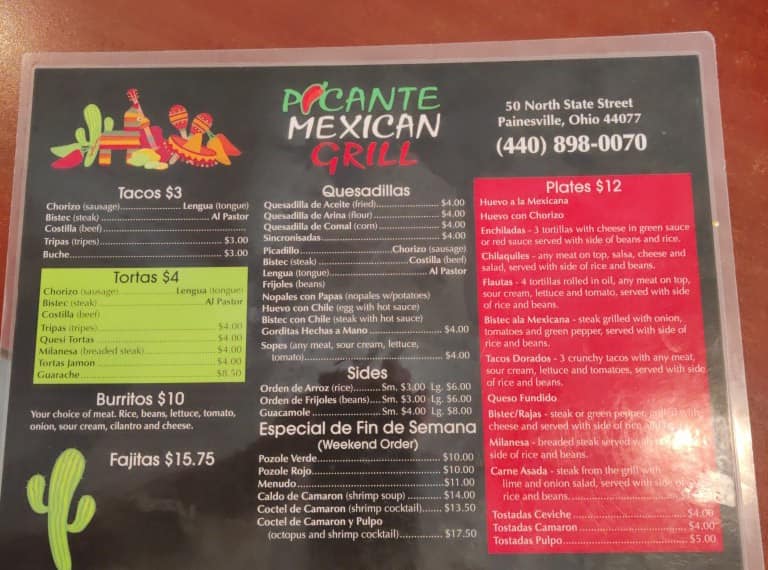 PICANTE
MEXICAN
GRILL
50 North State Street
Painesville, Ohio 44077
(440) 898-0070
Tacos $3
Chorizo (sausage)........ Lengua (tongue)
Bistec (steak)........ Al Pastor
Costilla (beef)........
Tripas (tripes)........ $3.00
Buche........ $3.00
Tortas $4
Chorizo (sausage)........ Lengua (tongue)
Bistec (steak)........ Al Pastor
Costilla (beef)
Tripas (tripes)........ $4.00
Quesi Tortas........ $4.00
Milanesa (breaded steak)........ $4.00
Tortas Jamón........ $4.00
Guarache........ $8.50
Burritos $10
Your choice of meat. Rice, beans, lettuce, tomato,
onion, sour cream, cilantro and cheese.
Fajitas $15.75
Quesadillas
Quesadilla de Aceite (fried)........ $4.00
Quesadilla de Arina (flour)........ $4.00
Quesadilla de Comal (corn)........ $4.00
Sincronisadas........ $4.00
Picadillo........ Chorizo (sausage)
Bistec (steak)........ Costilla (beef)
Lengua (tongue)........ Al Pastor
Frijoles (beans)
Nopales con Papas (nopales w/potatoes)
Huevo con Chile (egg with hot sauce)
Bistec con Chile (steak with hot sauce)
Gorditas Hechas a Mano........ $4.00
Sopes (any meat, sour cream, lettuce,
tomato)........ $4.00
Sides
Orden de Arroz (rice)........ Sm. $3.00 Lg. $6.00
Orden de Frijoles (beans).... Sm. $3.00 Lg. $6.00
Guacamole........ Sm. $4.00 Lg. $8.00
Especial de Fin de Semana
(Weekend Order)
Pozole Verde........ $10.00
Pozole Rojo........ $10.00
Menudo........ $11.00
Caldo de Camaron (shrimp soup)........ $14.00
Coctel de Camaron (shrimp cocktail)...... $13.50
Coctel de Camaron y Pulpo
(octopus and shrimp cocktail)........ $17.50
Plates $12
Huevo a la Mexicana
Huevo con Chorizo
Enchiladas - 3 tortillas with cheese in green sauce
or red sauce served with side of beans and rice.
Chilaquiles - any meat on top, salsa, cheese and
salad, served with side of rice and beans.
Flautas - 4 tortillas rolled in oil, any meat on top,
sour cream, lettuce and tomato, served with side
of rice and beans.
Bistec ala Mexicana - steak grilled with onion,
tomatoes and green pepper, served with side of
rice and beans.
Tacos Dorados - 3 crunchy tacos with any meat,
sour cream, lettuce and tomatoes, served with side
of rice and beans.
Queso Fundido
Bistec/Rajas - steak or green pepper, grilled with
cheese and served with side of rice
Milanesa - breaded steak served with
side of rice and beans.
Carne Asada - steak from the grill with
lime and onion salad, served with side of
rice and beans........
Tostadas Ceviche........ $4.00
Tostadas Camaron........ $4.00
Tostadas Pulpo........ $5.00